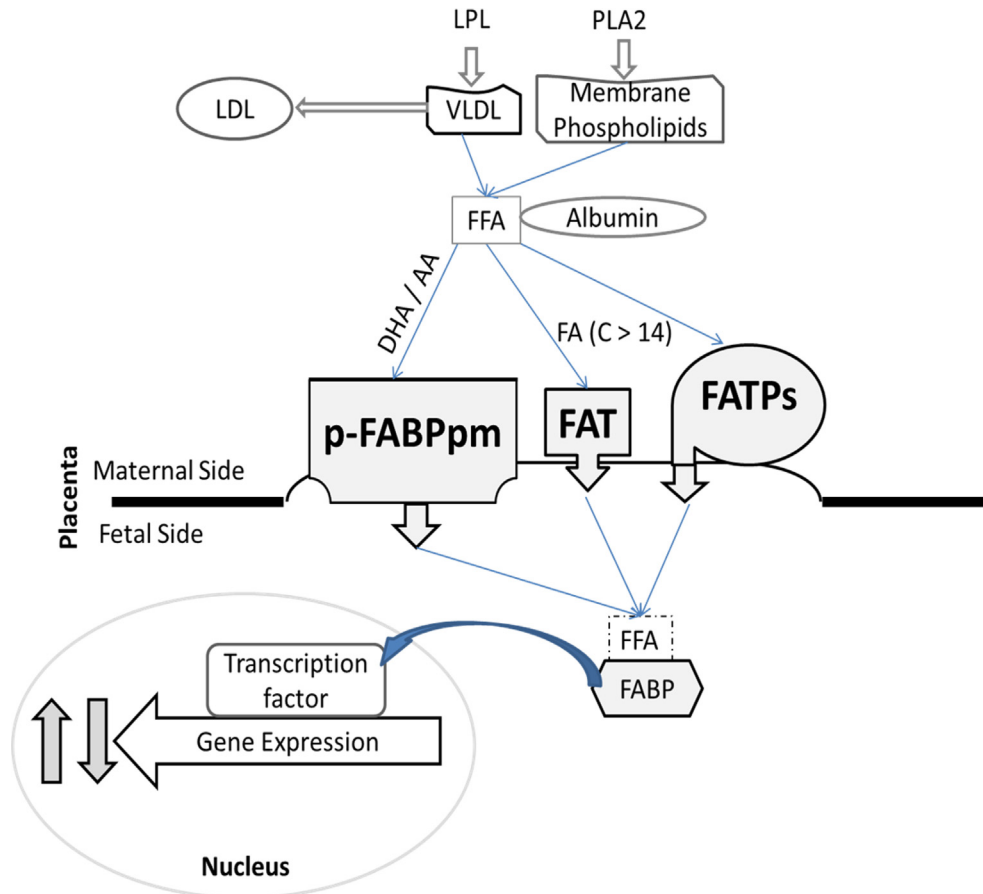 LPL
PLA2
LDL
VLDL
Membrane
Phospholipids
FFA
Albumin
DHA / AA
FA (C > 14)
p-FABPpm
FAT
FATPs
Placenta
Maternal Side
Fetal Side
FFA
FABP
Transcription
factor
Gene Expression
Nucleus